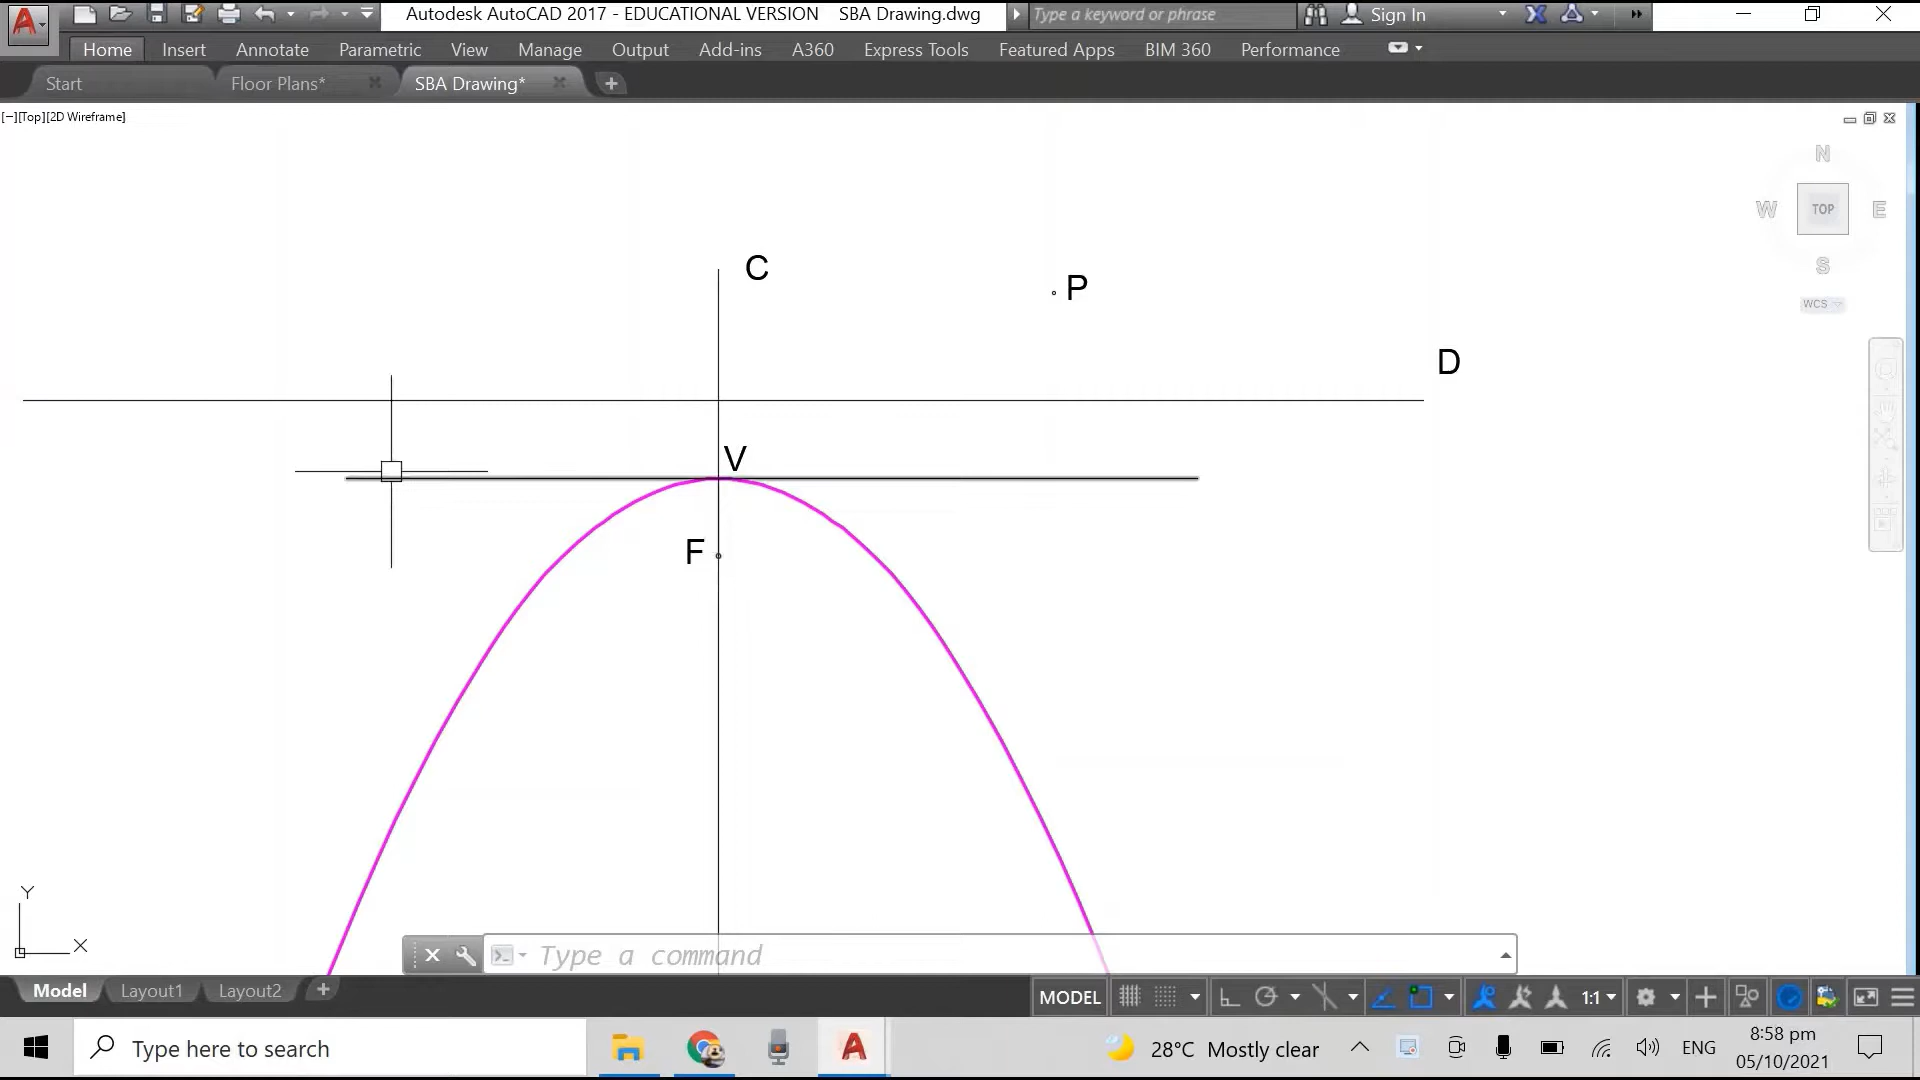 Autodesk AutoCAD 2017 - EDUCATIONAL VERSION SBA Drawing.dwg Type a keyword or phrase Sign In
Home Insert Annotate Parametric View Manage Output Add-ins A360 Express Tools Featured Apps BIM 360 Performance
Start Floor Plans* SBA Drawing*
[−][Top][2D Wireframe]
N
W TOP E
S
WCS
C
P
D
V
F
Y
X
Type a command
Model Layout1 Layout2 MODEL 1:1
Type here to search 28°C Mostly clear ENG 8:58 pm
05/10/2021